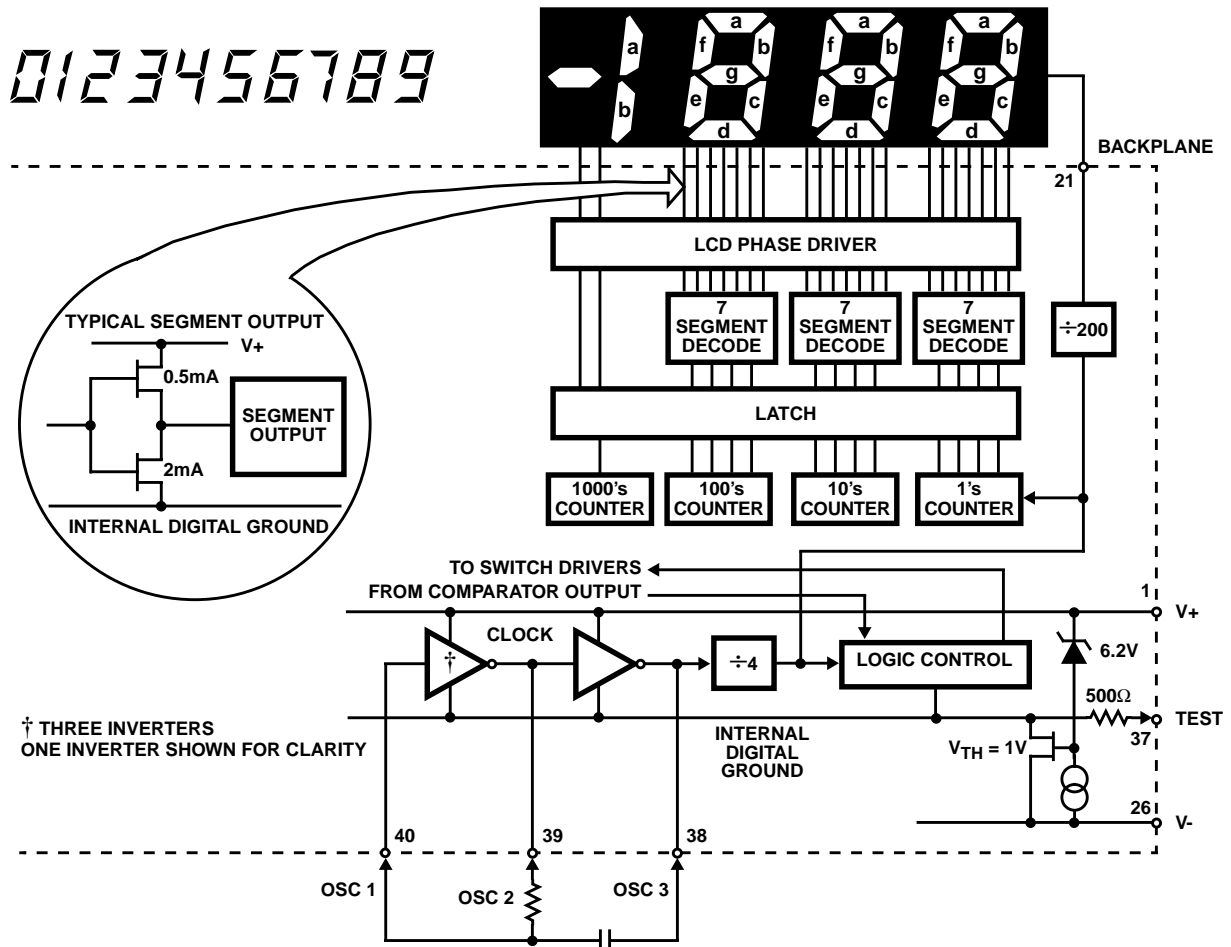 0123456789
a
b
a
f
b
g
e
c
d
a
f
b
g
e
c
d
a
f
b
g
e
c
d
BACKPLANE
21
LCD PHASE DRIVER
7
SEGMENT
DECODE
7
SEGMENT
DECODE
7
SEGMENT
DECODE
÷200
LATCH
1000's
COUNTER
100's
COUNTER
10's
COUNTER
1's
COUNTER
TYPICAL SEGMENT OUTPUT
V+
0.5mA
SEGMENT
OUTPUT
2mA
INTERNAL DIGITAL GROUND
TO SWITCH DRIVERS
FROM COMPARATOR OUTPUT
1
V+
CLOCK
†
÷4
LOGIC CONTROL
6.2V
500Ω
TEST
37
† THREE INVERTERS
ONE INVERTER SHOWN FOR CLARITY
INTERNAL
DIGITAL
GROUND
VTH = 1V
26
V-
40
39
38
OSC 1
OSC 2
OSC 3